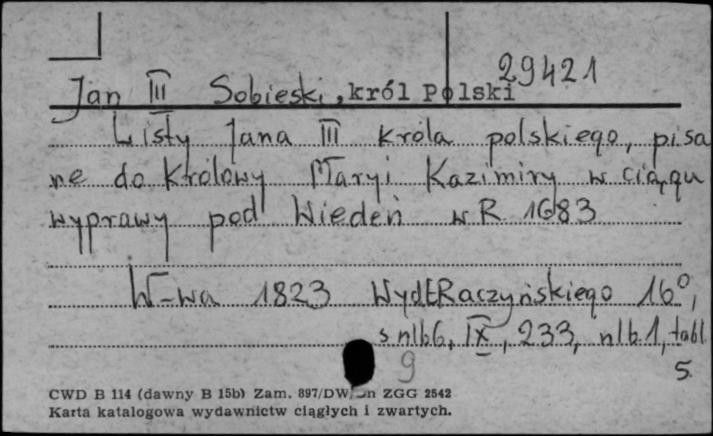 29421
Jan III Sobieski, król Polski
Listy Jana III Króla polskiego, pisa
ne do Królowy Maryi Kazimiry w ciągu
wyprawy pod Wiedeń w R. 1683
W-wa 1823 Wyd E Raczyńskiego 16°,
s nlb 6, IX, 233, nlb. 1, tabl
9 5.
CWD B 114 (dawny B 15b) Zam. 897/DW ZGG 2542
Karta katalogowa wydawnictw ciągłych i zwartych.